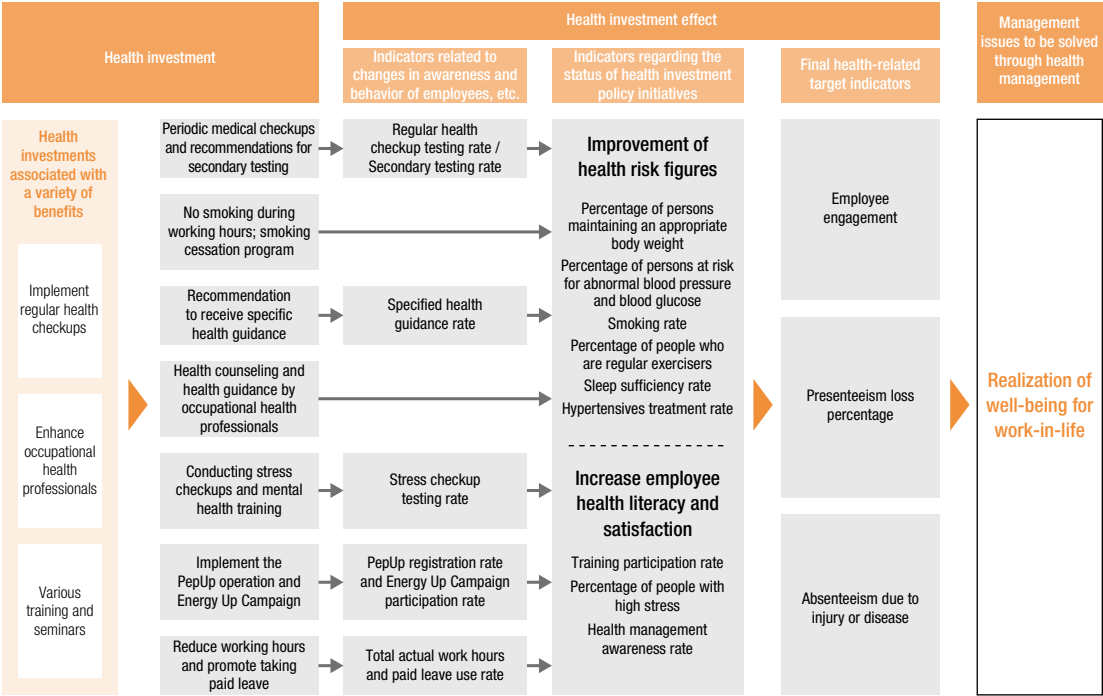 Health investment
Health investment effect
Indicators related to
changes in awareness and
behavior of employees, etc.
Indicators regarding the
status of health investment
policy initiatives
Final health-related
target indicators
Management
issues to be solved
through health
management
Health
investments
associated with
a variety of
benefits
Implement
regular health
checkups
Enhance
occupational
health
professionals
Various
training and
seminars
Periodic medical checkups
and recommendations for
secondary testing
No smoking during
working hours; smoking
cessation program
Recommendation
to receive specific
health guidance
Health counseling and
health guidance by
occupational health
professionals
Conducting stress
checkups and mental
health training
Implement the
PepUp operation and
Energy Up Campaign
Reduce working hours
and promote taking
paid leave
Regular health
checkup testing rate /
Secondary testing rate
Specified health
guidance rate
Stress checkup
testing rate
PepUp registration rate
and Energy Up Campaign
participation rate
Total actual work hours
and paid leave use rate
Improvement of
health risk figures
Percentage of persons
maintaining an appropriate
body weight
Percentage of persons at risk
for abnormal blood pressure
and blood glucose
Smoking rate
Percentage of people who
are regular exercisers
Sleep sufficiency rate
Hypertensives treatment rate
Increase employee
health literacy and
satisfaction
Training participation rate
Percentage of people with
high stress
Health management
awareness rate
Employee
engagement
Presenteeism loss
percentage
Absenteeism due to
injury or disease
Realization of
well-being for
work-in-life